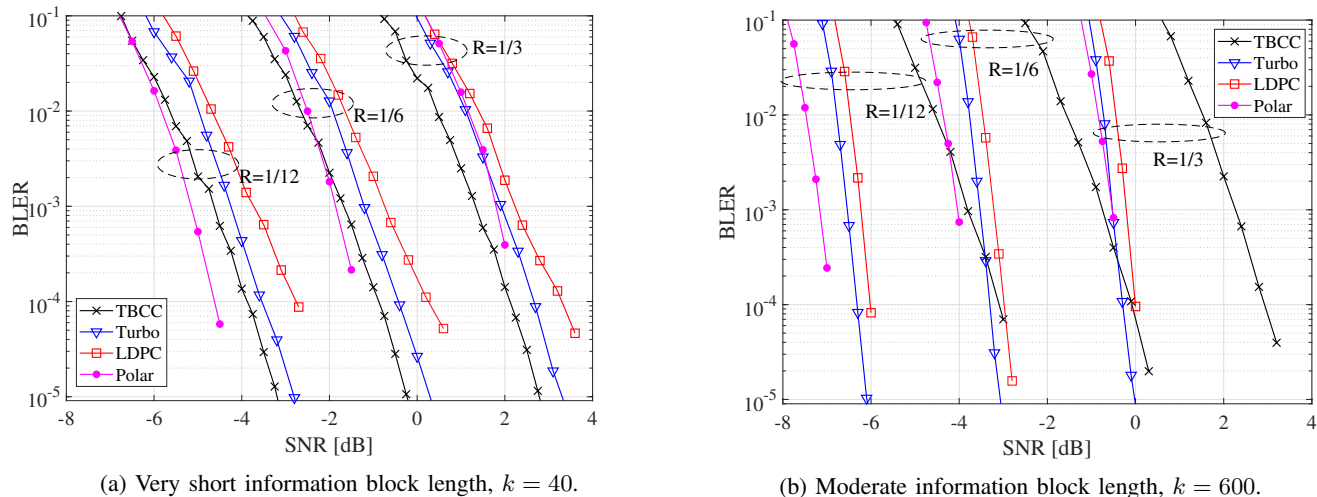 10^-1
10^-2
10^-3
10^-4
10^-5
BLER
R=1/3
R=1/6
R=1/12
TBCC
Turbo
LDPC
Polar
-8 -6 -4 -2 0 2 4
SNR [dB]
(a) Very short information block length, k = 40.
10^-1
10^-2
10^-3
10^-4
10^-5
BLER
TBCC
Turbo
LDPC
Polar
R=1/6
R=1/12
R=1/3
-8 -6 -4 -2 0 2 4
SNR [dB]
(b) Moderate information block length, k = 600.